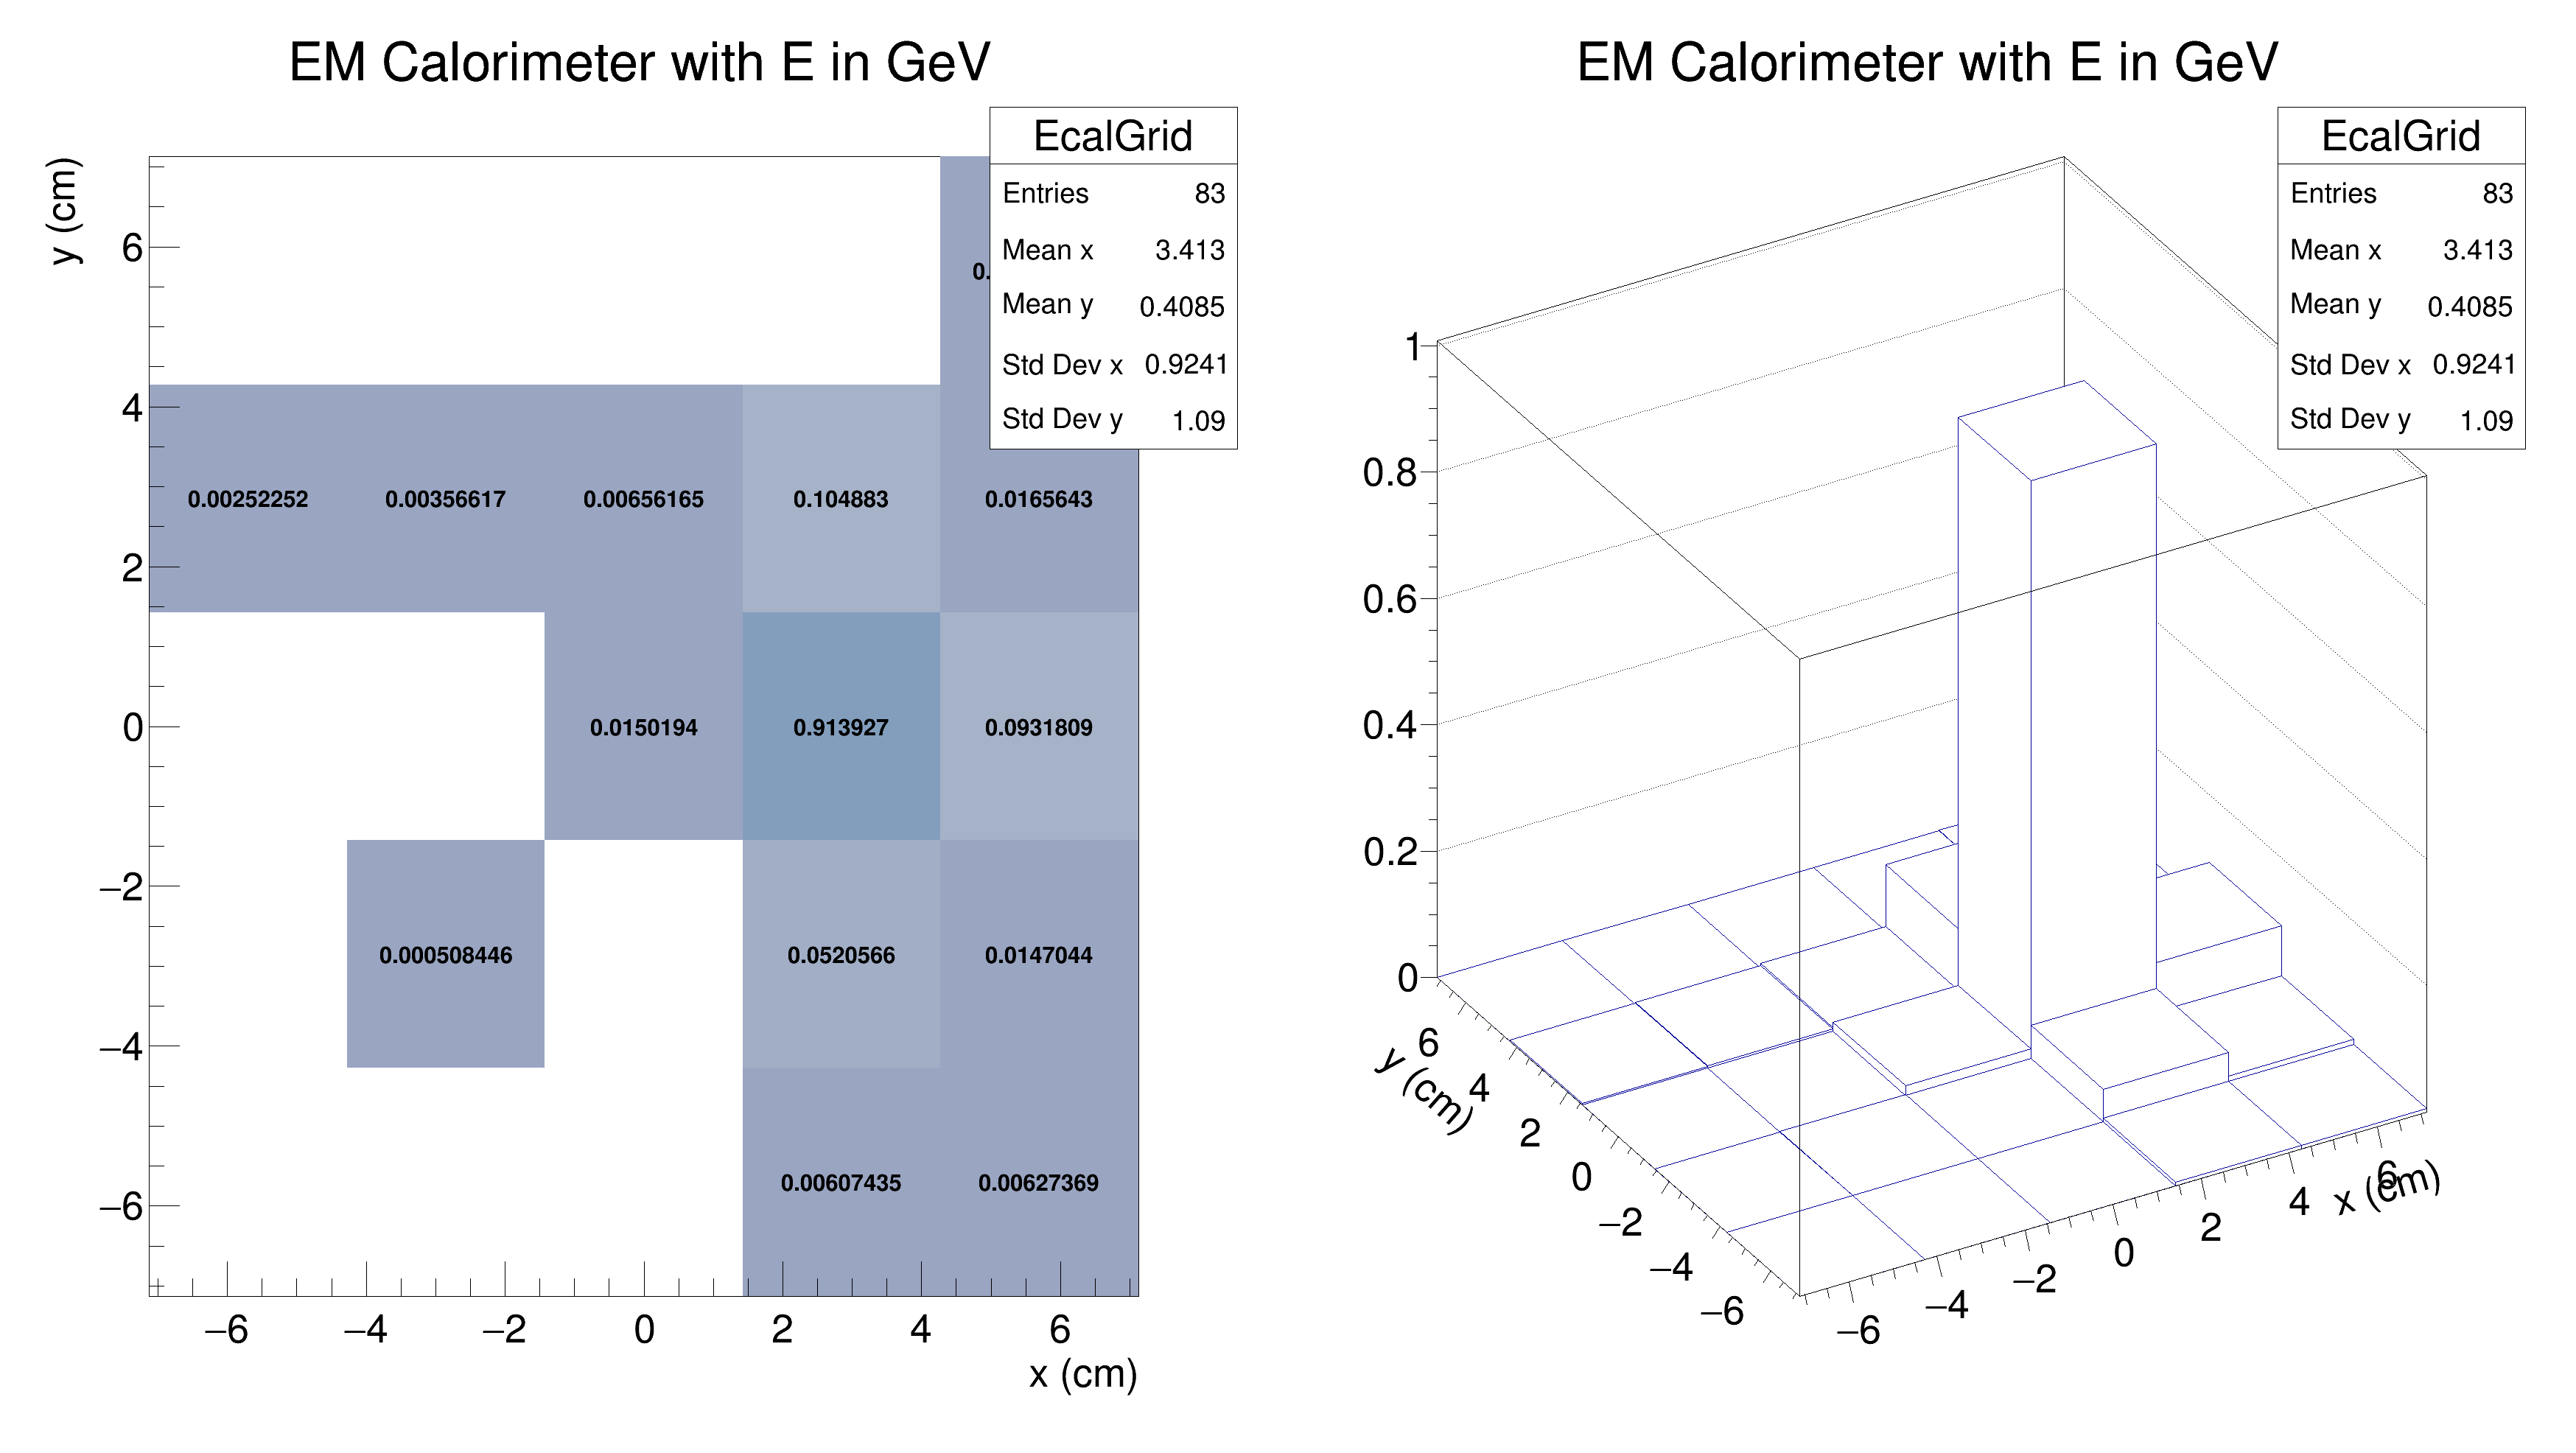 EM Calorimeter with E in GeV
EcalGrid
Entries 83
Mean x 3.413
Mean y 0.4085
Std Dev x 0.9241
Std Dev y 1.09
y (cm)
6
4
2
0
−2
−4
−6
0.
0.00252252 0.00356617 0.00656165 0.104883 0.0165643
0.0150194 0.913927 0.0931809
0.000508446 0.0520566 0.0147044
0.00607435 0.00627369
−6 −4 −2 0 2 4 6
x (cm)
EM Calorimeter with E in GeV
EcalGrid
Entries 83
Mean x 3.413
Mean y 0.4085
Std Dev x 0.9241
Std Dev y 1.09
1
0.8
0.6
0.4
0.2
0
6
4
2
0
−2
−4
−6
y (cm)
−6 −4 −2 0 2 4 6
x (cm)